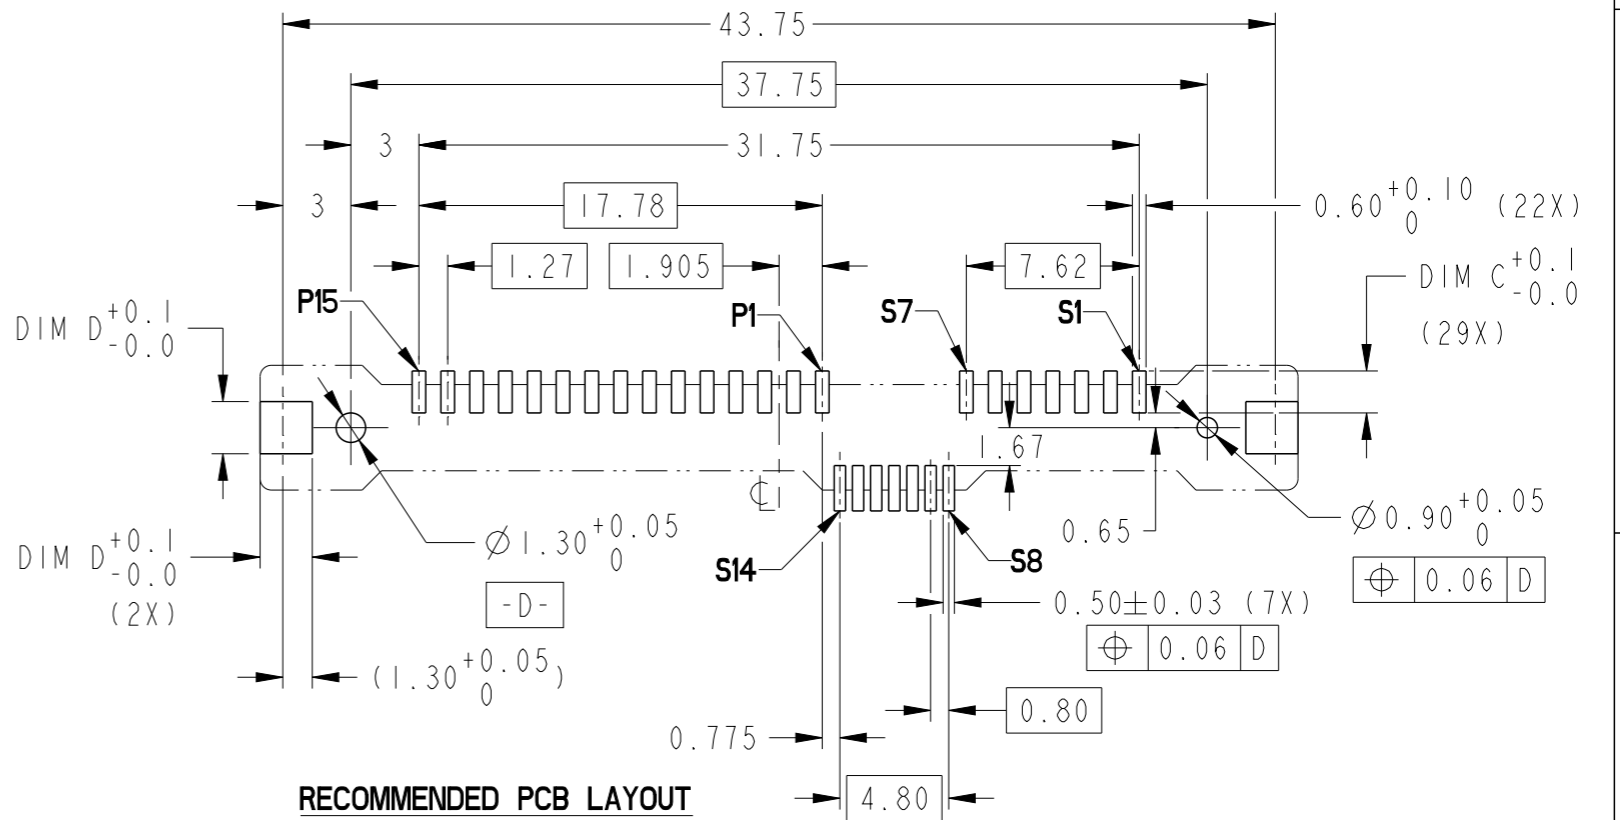 43.75
37.75
3
31.75
3
17.78
0.60 +0.10 0 (22X)
1.27
1.905
7.62
DIM C +0.1 -0.0
(29X)
P15
P1
S7
S1
DIM D +0.1 -0.0
1.67
℄
DIM D +0.1 -0.0
(2X)
Ø1.30 +0.05 0
-D-
S14
S8
0.65
Ø0.90 +0.05 0
⌖ 0.06 D
0.50±0.03 (7X)
⌖ 0.06 D
(1.30 +0.05 0)
0.80
0.775
4.80
RECOMMENDED PCB LAYOUT